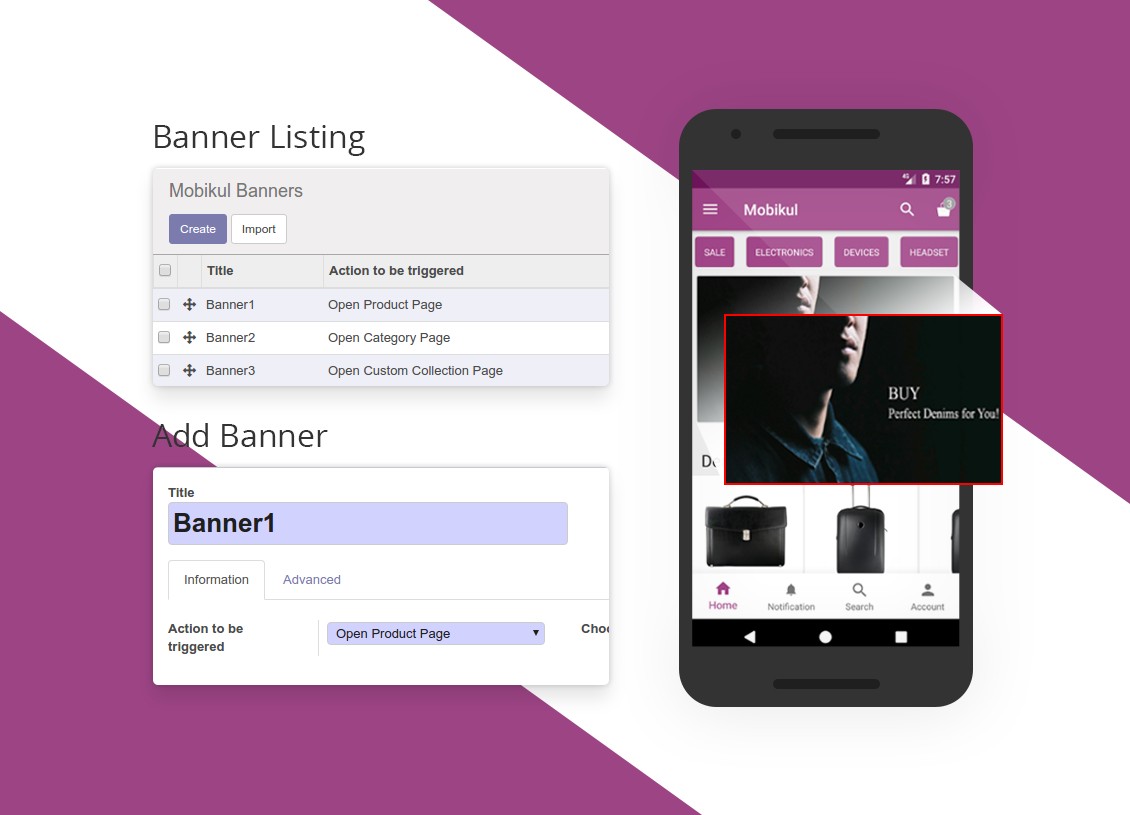 Banner Listing
Mobikul Banners
Create Import
Title Action to be triggered
Banner1 Open Product Page
Banner2 Open Category Page
Banner3 Open Custom Collection Page
Add Banner
Title
Banner1
Information Advanced
Action to be triggered
Open Product Page
Choo
4G 7:57
Mobikul 3
SALE ELECTRONICS DEVICES HEADSET
BUY
Perfect Denims for You!
Home Notification Search Account